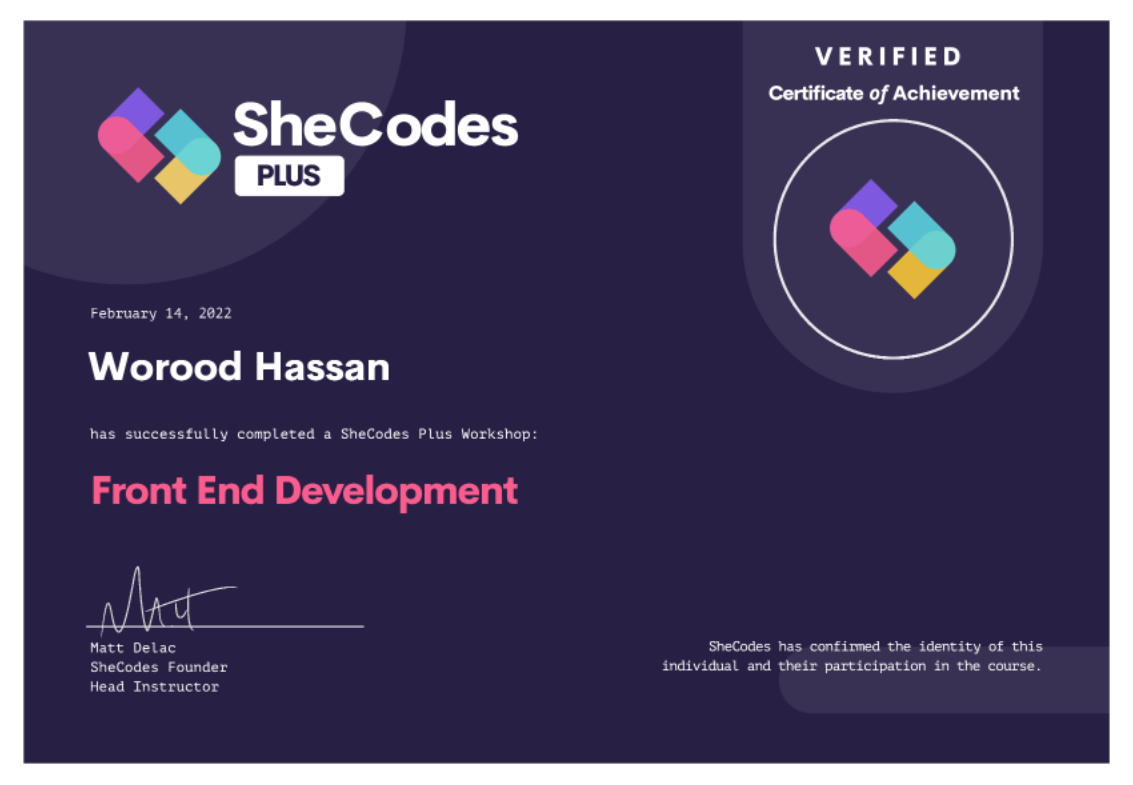 SheCodes
PLUS
VERIFIED
Certificate of Achievement
February 14, 2022
Worood Hassan
has successfully completed a SheCodes Plus Workshop:
Front End Development
Matt
Matt Delac
SheCodes Founder
Head Instructor
SheCodes has confirmed the identity of this
individual and their participation in the course.